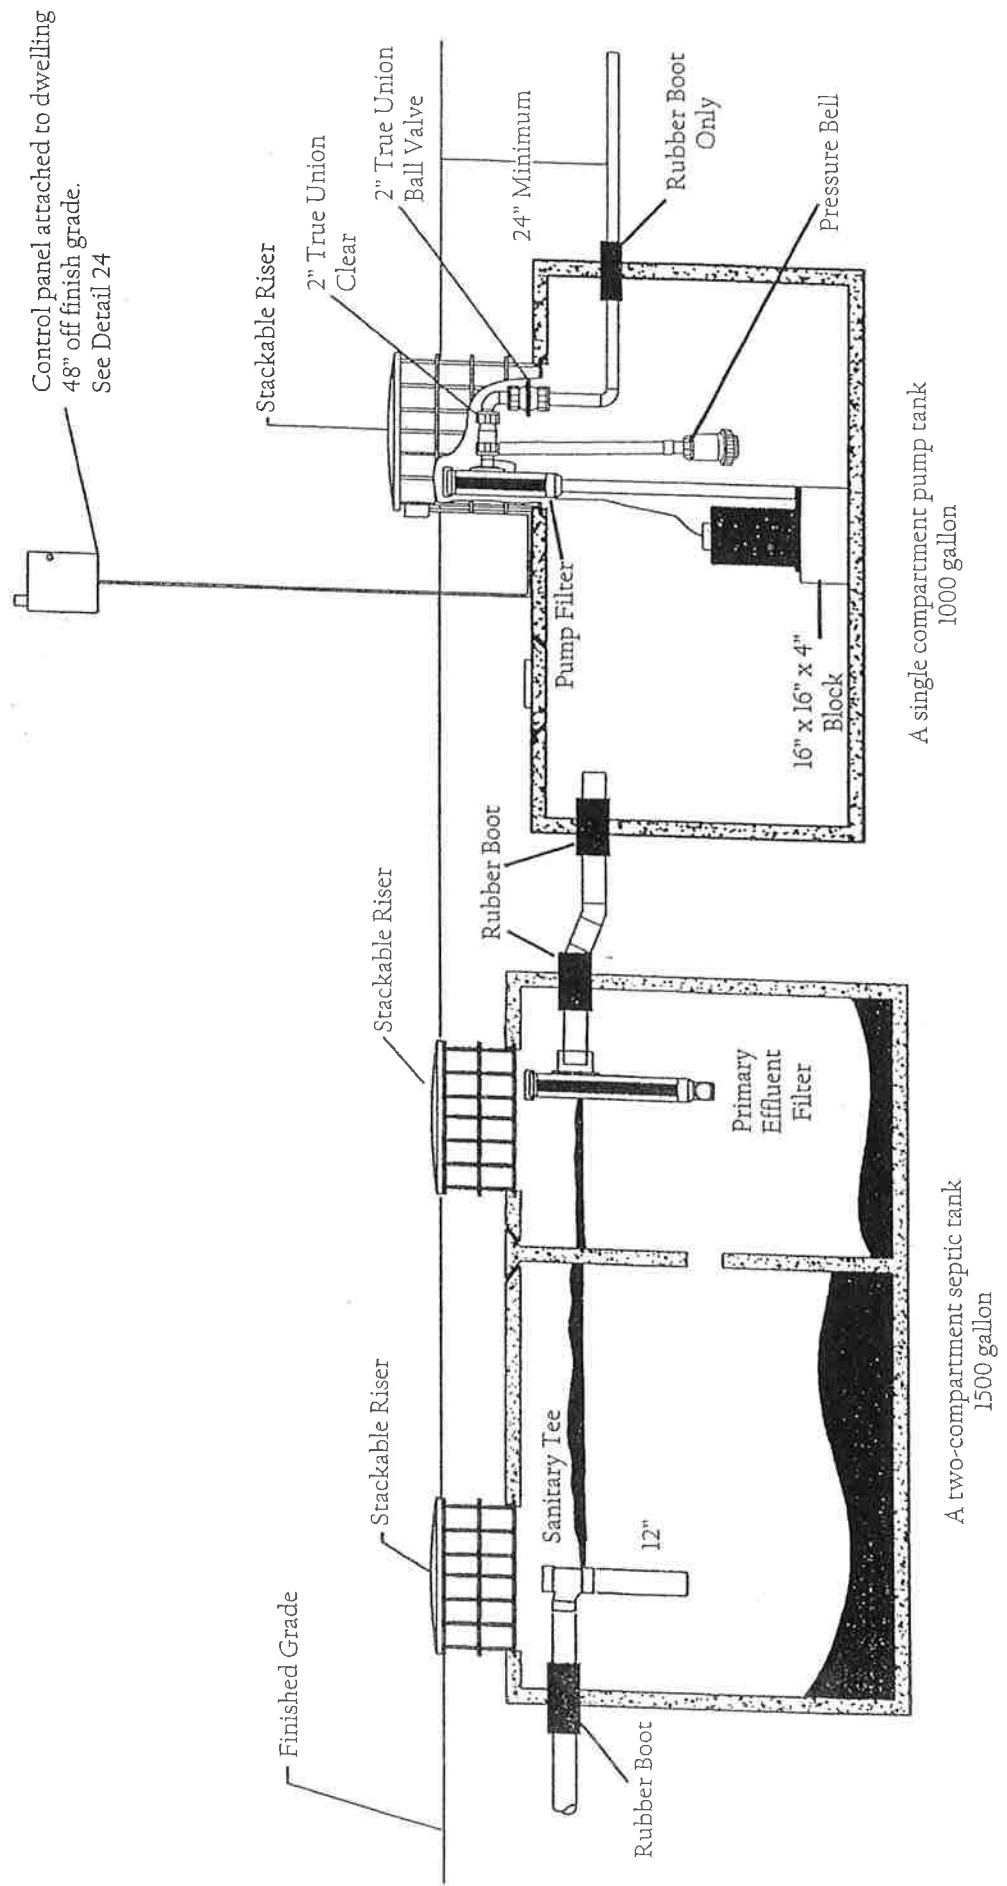 Control panel attached to dwelling
48" off finish grade.
See Detail 24
Finished Grade
Stackable Riser
Stackable Riser
Stackable Riser
2" True Union
Clear
2" True Union
Ball Valve
24" Minimum
Rubber Boot
Only
Pressure Bell
Pump Filter
16" x 16" x 4"
Block
Rubber Boot
Primary
Effluent
Filter
Sanitary Tee
12"
Rubber Boot
A two-compartment septic tank
1500 gallon
A single compartment pump tank
1000 gallon